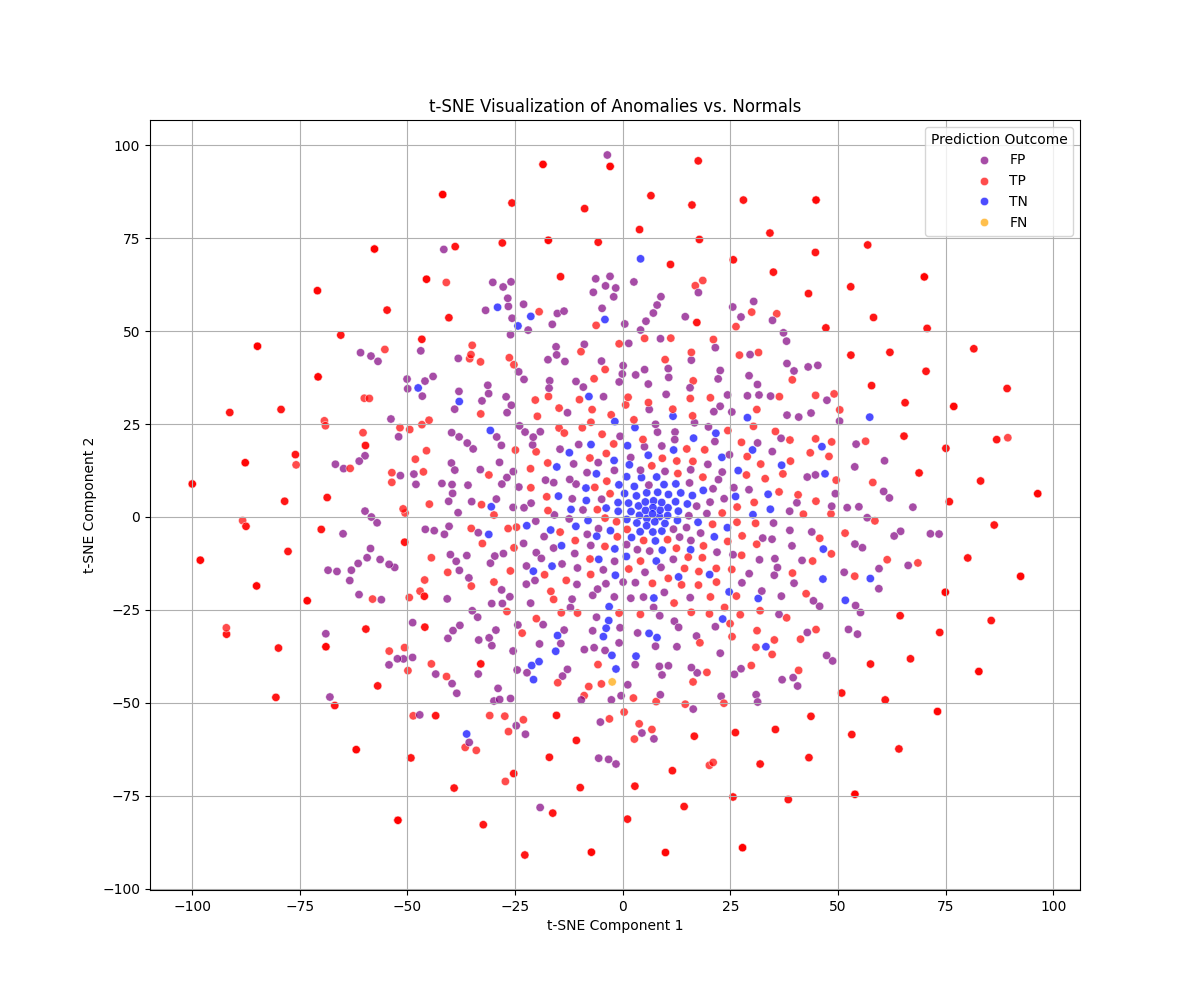 t-SNE Visualization of Anomalies vs. Normals
Prediction Outcome
FP
TP
TN
FN
t-SNE Component 2
100
75
50
25
0
−25
−50
−75
−100
−100
−75
−50
−25
0
25
50
75
100
t-SNE Component 1